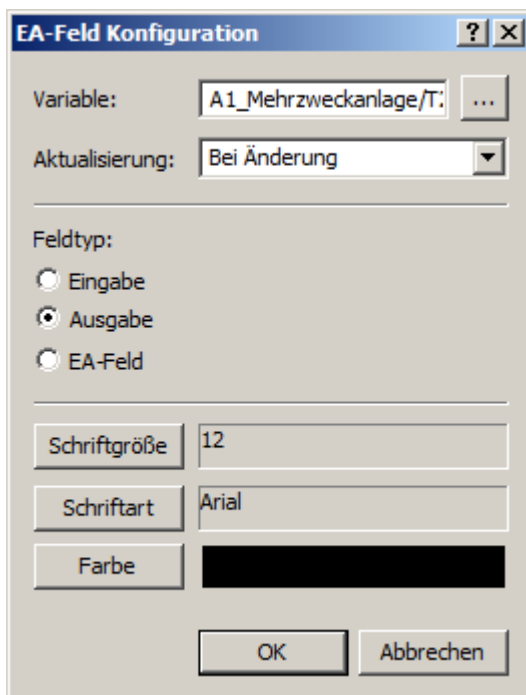 EA-Feld Konfiguration
Variable: A1_Mehrzweckanlage/T ...
Aktualisierung: Bei Änderung
Feldtyp:
Eingabe
Ausgabe
EA-Feld
Schriftgröße 12
Schriftart Arial
Farbe
OK Abbrechen